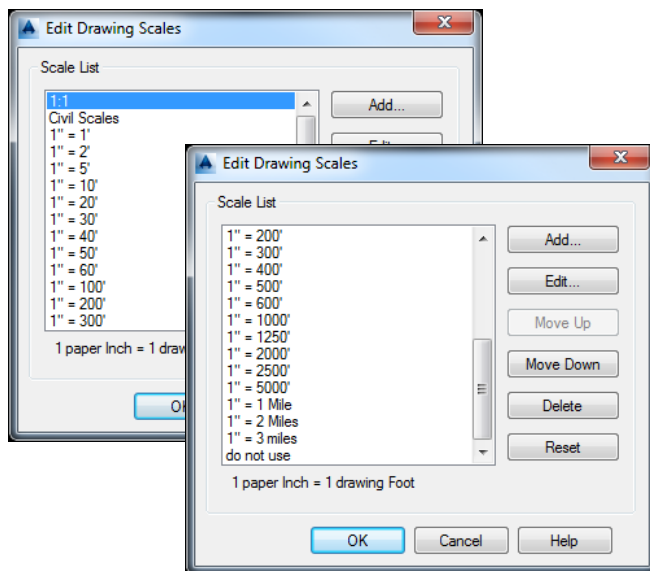 Edit Drawing Scales
Scale List
1:1
Civil Scales
1" = 1'
1" = 2'
1" = 5'
1" = 10'
1" = 20'
1" = 30'
1" = 40'
1" = 50'
1" = 60'
1" = 100'
1" = 200'
1" = 300'
Add...
1 paper Inch = 1 draw
Edit Drawing Scales
Scale List
1" = 200'
1" = 300'
1" = 400'
1" = 500'
1" = 600'
1" = 1000'
1" = 1250'
1" = 2000'
1" = 2500'
1" = 5000'
1" = 1 Mile
1" = 2 Miles
1" = 3 miles
do not use
Add...
Edit...
Move Up
Move Down
Delete
Reset
1 paper Inch = 1 drawing Foot
OK
Cancel
Help